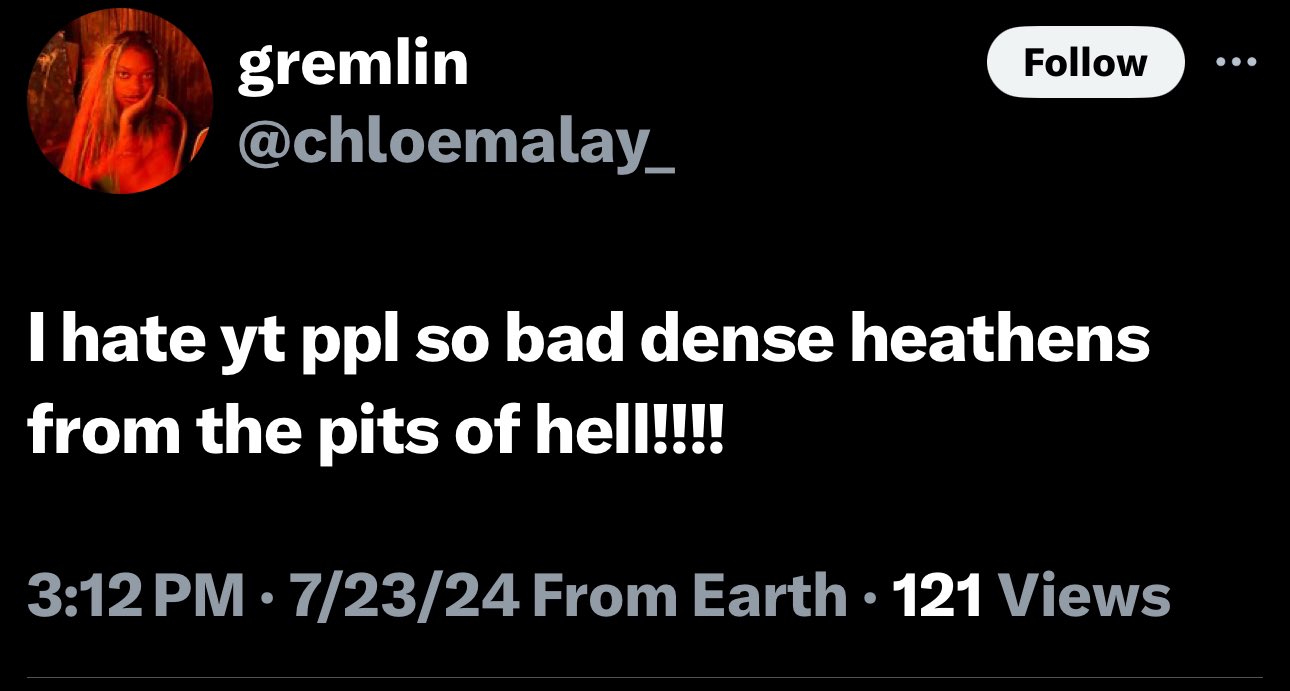 gremlin
Follow
@chloemalay_
I hate yt ppl so bad dense heathens
from the pits of hell!!!!
3:12 PM · 7/23/24 From Earth · 121 Views